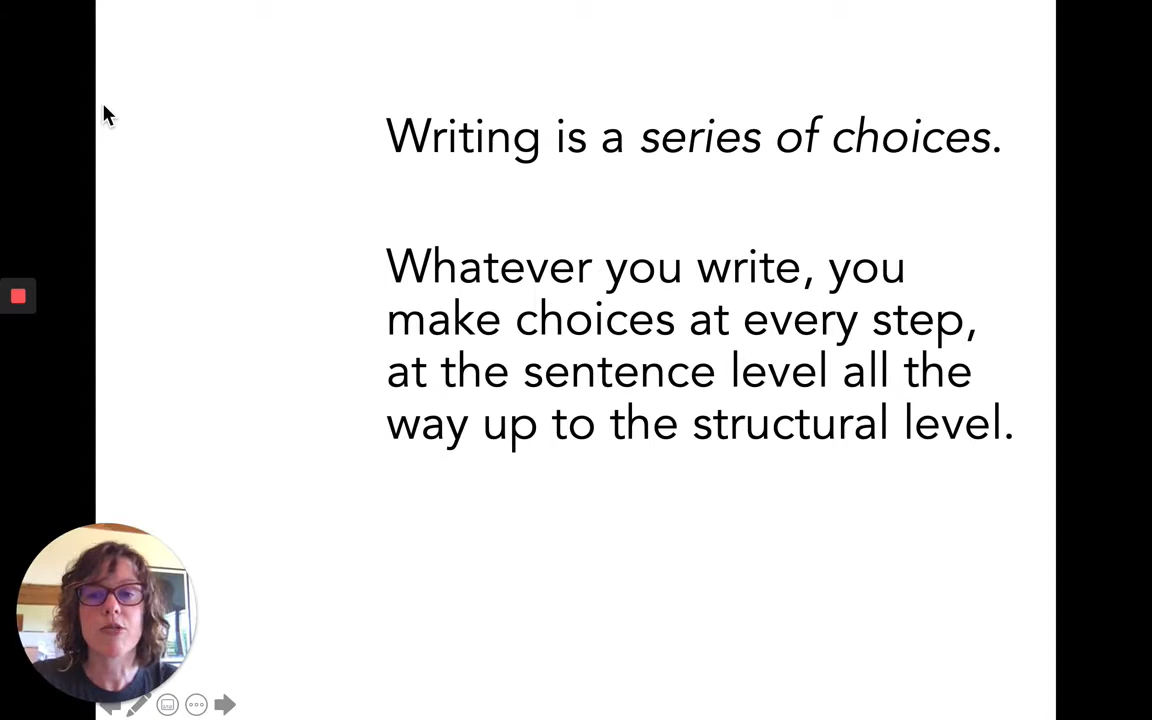 Writing is a series of choices.
Whatever you write, you
make choices at every step,
at the sentence level all the
way up to the structural level.